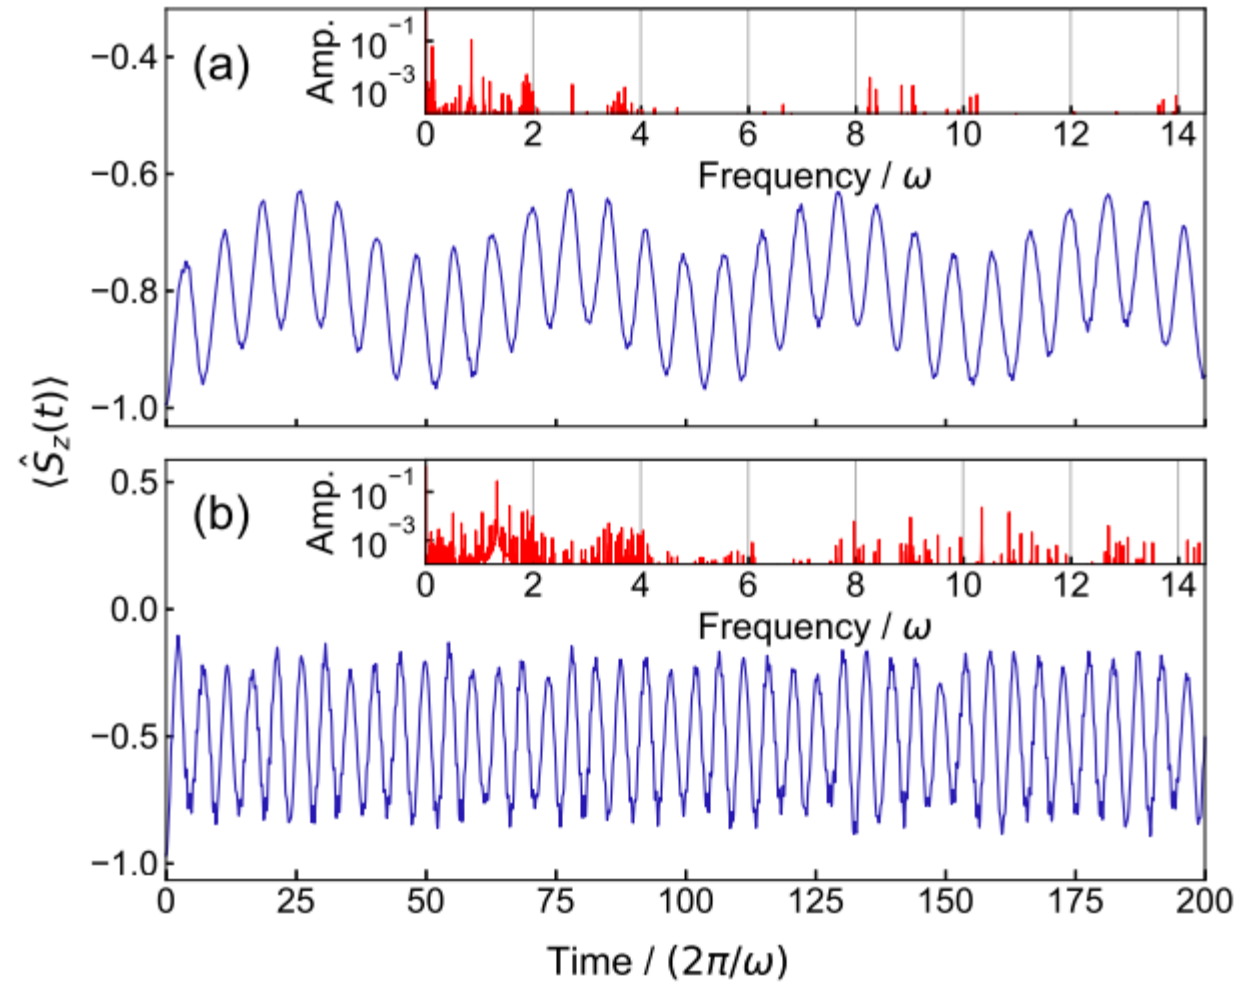 (a)
Amp.
10⁻¹
10⁻³
0 2 4 6 8 10 12 14
Frequency / ω
−0.4
−0.6
−0.8
−1.0
⟨Ŝ_z(t)⟩
(b)
Amp.
10⁻¹
10⁻³
0 2 4 6 8 10 12 14
Frequency / ω
0.5
0.0
−0.5
−1.0
0 25 50 75 100 125 150 175 200
Time / (2π/ω)